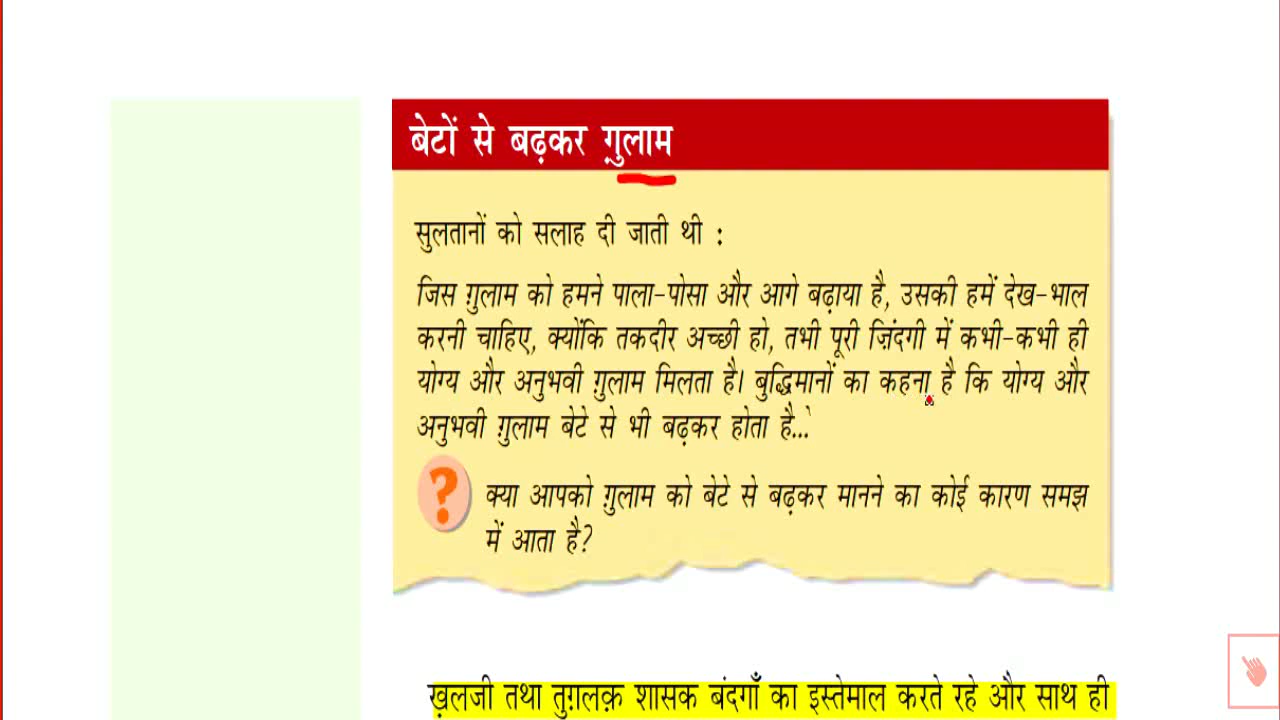 बेटों से बढ़कर ग़ुलाम
सुलतानों को सलाह दी जाती थी :
जिस ग़ुलाम को हमने पाला-पोसा और आगे बढ़ाया है, उसकी हमें देख-भाल
करनी चाहिए, क्योंकि तकदीर अच्छी हो, तभी पूरी ज़िंदगी में कभी-कभी ही
योग्य और अनुभवी ग़ुलाम मिलता है। बुद्धिमानों का कहना है कि योग्य और
अनुभवी ग़ुलाम बेटे से भी बढ़कर होता है...
?
क्या आपको ग़ुलाम को बेटे से बढ़कर मानने का कोई कारण समझ
में आता है?
ख़लजी तथा तुग़लक़ शासक बंदगाँ का इस्तेमाल करते रहे और साथ ही